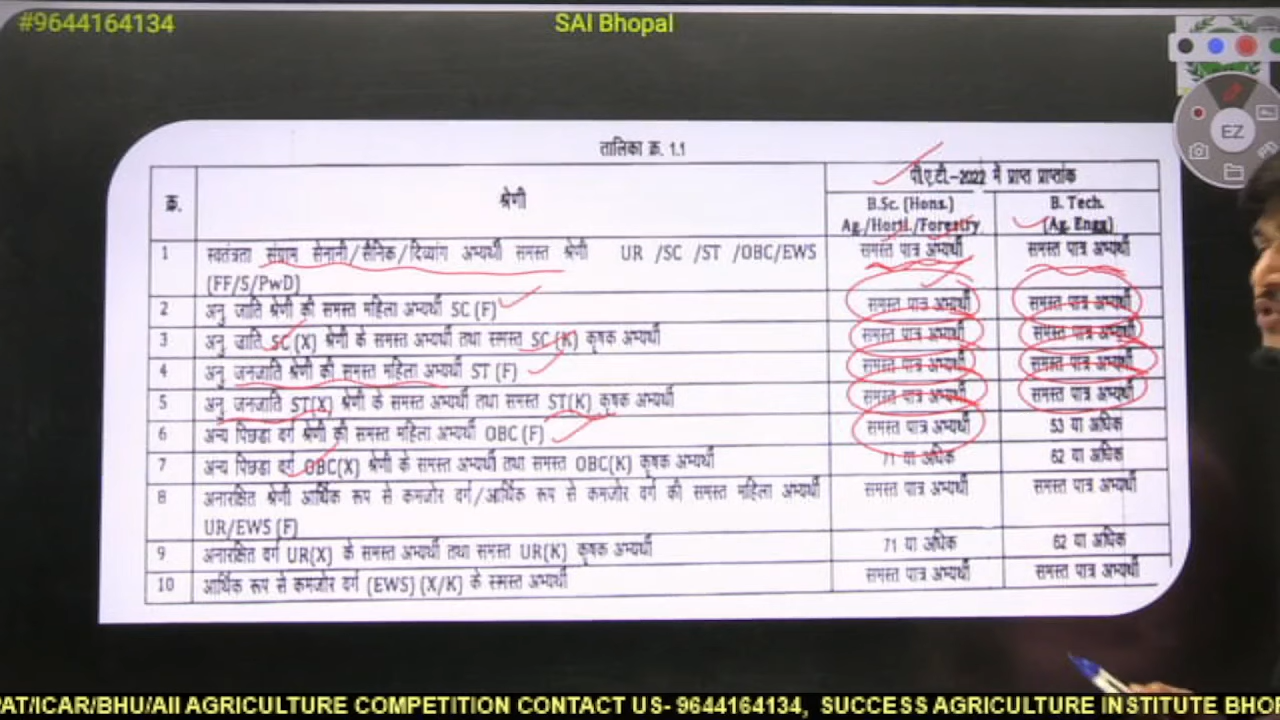 #9644164134
SAI Bhopal
EZ
तालिका क्र. 1.1
क्र.
श्रेणी
पी.ए.टी.-2022 में प्राप्त प्राप्तांक
B.Sc. (Hons.)
Ag./Horti./Forestry
B. Tech.
(Ag. Engg)
1 स्वतंत्रता संग्राम सेनानी/सैनिक/दिव्यांग अभ्यर्थी समस्त श्रेणी UR /SC /ST /OBC/EWS समस्त पात्र अभ्यर्थी समस्त पात्र अभ्यर्थी
(FF/S/PwD)
2 अनु जाति श्रेणी की समस्त महिला अभ्यर्थी SC (F) समस्त पात्र अभ्यर्थी समस्त पात्र अभ्यर्थी
3 अनु जाति SC (X) श्रेणी के समस्त अभ्यर्थी तथा समस्त SC (K) कृषक अभ्यर्थी समस्त पात्र अभ्यर्थी समस्त पात्र अभ्यर्थी
4 अनु जनजाति श्रेणी की समस्त महिला अभ्यर्थी ST (F) समस्त पात्र अभ्यर्थी समस्त पात्र अभ्यर्थी
5 अनु जनजाति ST(X) श्रेणी के समस्त अभ्यर्थी तथा समस्त ST(K) कृषक अभ्यर्थी समस्त पात्र अभ्यर्थी समस्त पात्र अभ्यर्थी
6 अन्य पिछडा वर्ग श्रेणी की समस्त महिला अभ्यर्थी OBC (F) समस्त पात्र अभ्यर्थी 53 या अधिक
7 अन्य पिछडा वर्ग OBC(X) श्रेणी के समस्त अभ्यर्थी तथा समस्त OBC(K) कृषक अभ्यर्थी 71 या अधिक 62 या अधिक
8 अनारक्षित श्रेणी आर्थिक रूप से कमजोर वर्ग/आर्थिक रूप से कमजोर वर्ग की समस्त महिला अभ्यर्थी समस्त पात्र अभ्यर्थी समस्त पात्र अभ्यर्थी
UR/EWS (F)
9 अनारक्षित वर्ग UR(X) के समस्त अभ्यर्थी तथा समस्त UR(K) कृषक अभ्यर्थी 71 या अधिक 62 या अधिक
10 आर्थिक रूप से कमजोर वर्ग (EWS) (X/K) के समस्त अभ्यर्थी समस्त पात्र अभ्यर्थी समस्त पात्र अभ्यर्थी
PAT/ICAR/BHU/All AGRICULTURE COMPETITION CONTACT US- 9644164134, SUCCESS AGRICULTURE INSTITUTE BHOP